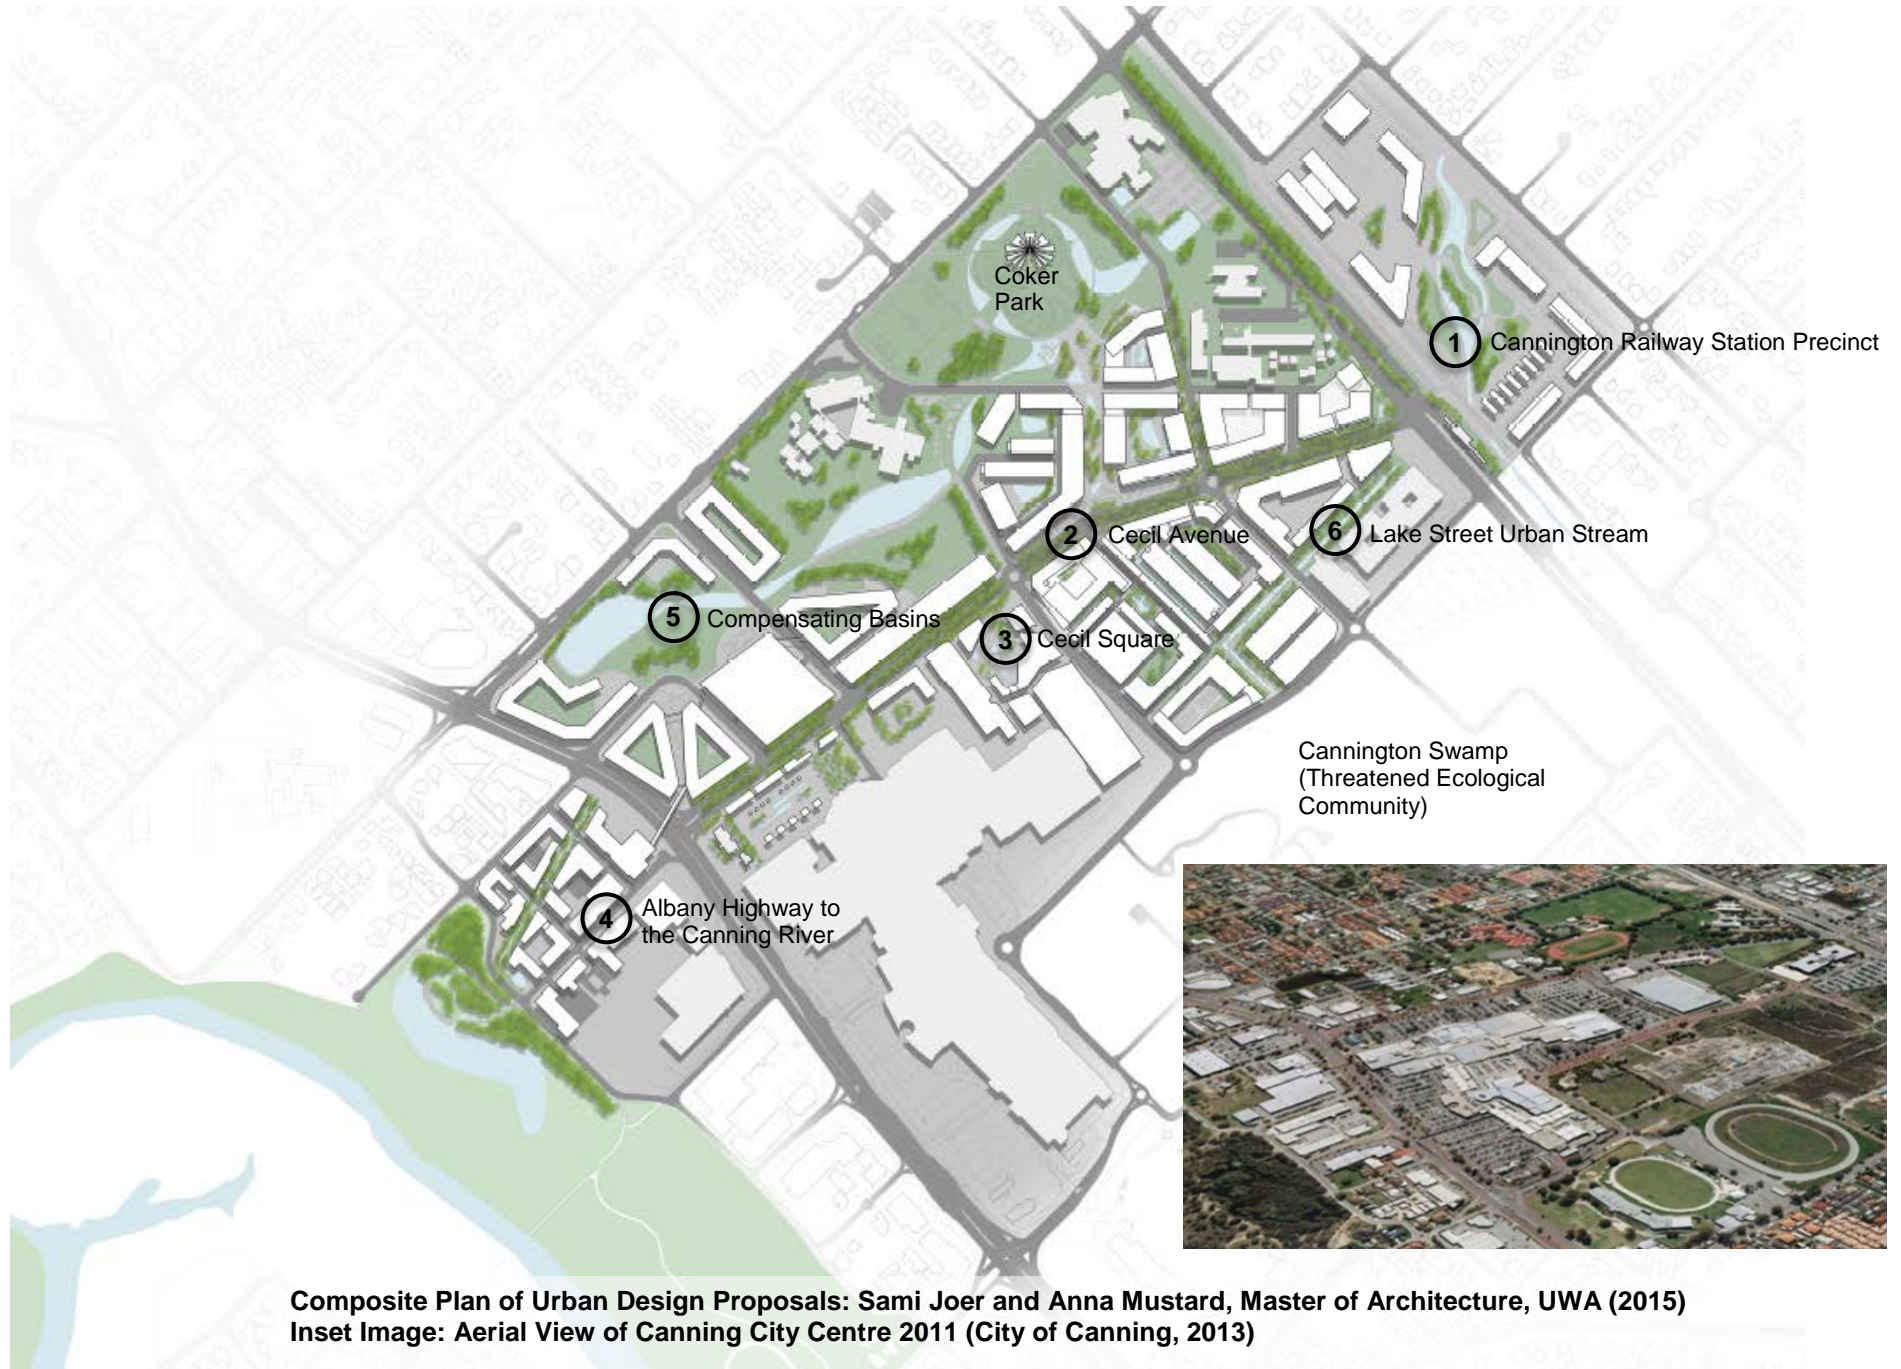 Coker
Park
1 Cannington Railway Station Precinct
2 Cecil Avenue
6 Lake Street Urban Stream
5 Compensating Basins
3 Cecil Square
Cannington Swamp
(Threatened Ecological
Community)
4 Albany Highway to
the Canning River
Composite Plan of Urban Design Proposals: Sami Joer and Anna Mustard, Master of Architecture, UWA (2015)
Inset Image: Aerial View of Canning City Centre 2011 (City of Canning, 2013)